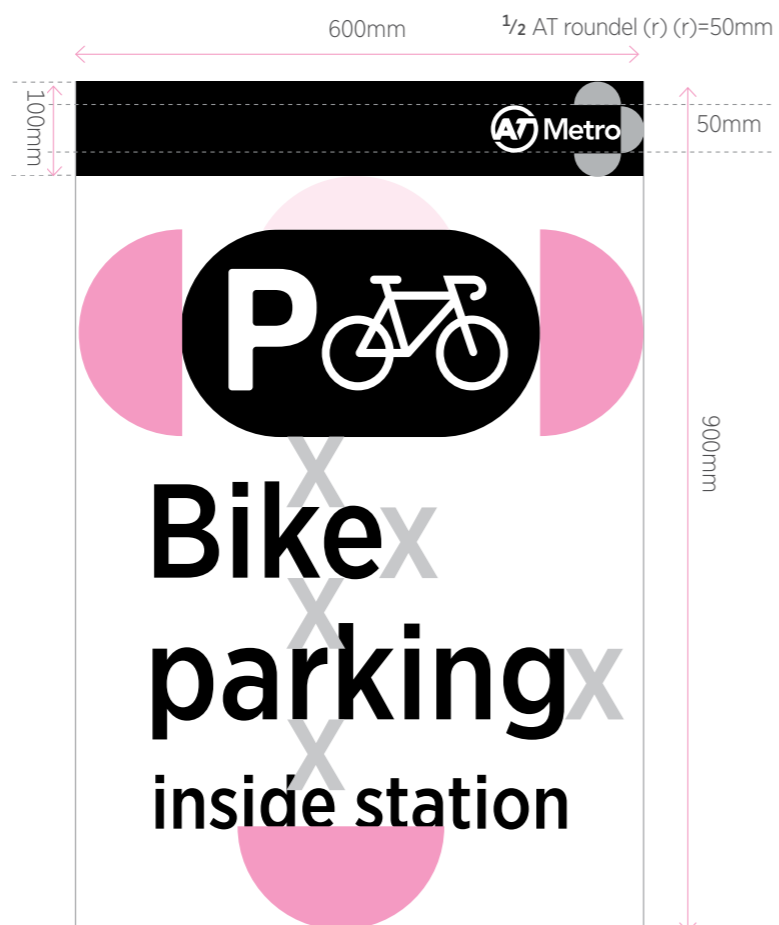 600mm
½ AT roundel (r) (r)=50mm
100mm
AT Metro
50mm
P
900mm
X
Bike X
X
parking X
X
inside station